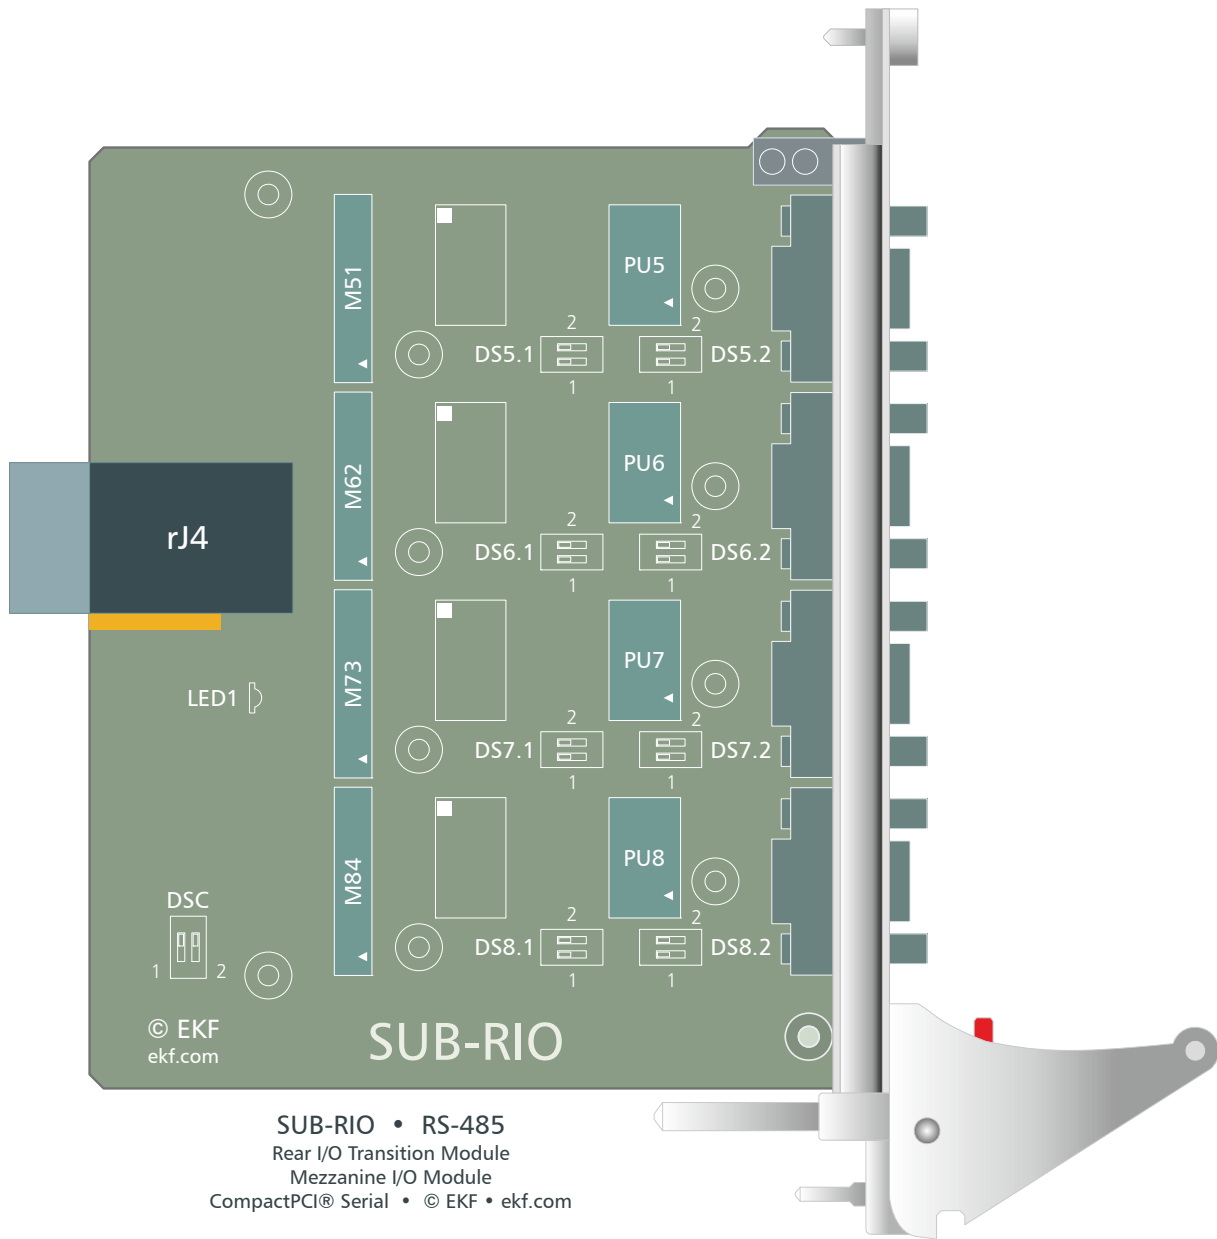 M51
PU5
2
2
DS5.1
DS5.2
1
1
M62
PU6
2
2
DS6.1
DS6.2
1
1
rJ4
M73
PU7
LED1
2
2
DS7.1
DS7.2
1
1
M84
PU8
DSC
2
2
DS8.1
DS8.2
1
2
1
1
© EKF
ekf.com
SUB-RIO
SUB-RIO • RS-485
Rear I/O Transition Module
Mezzanine I/O Module
CompactPCI® Serial • © EKF • ekf.com